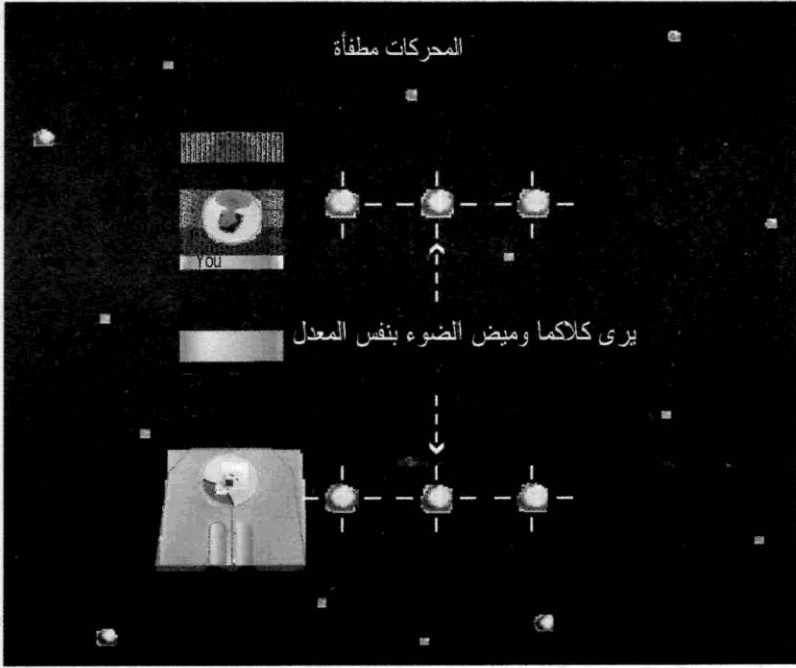 المحركات مطفأة
You
يرى كلاكما وميض الضوء بنفس المعدل